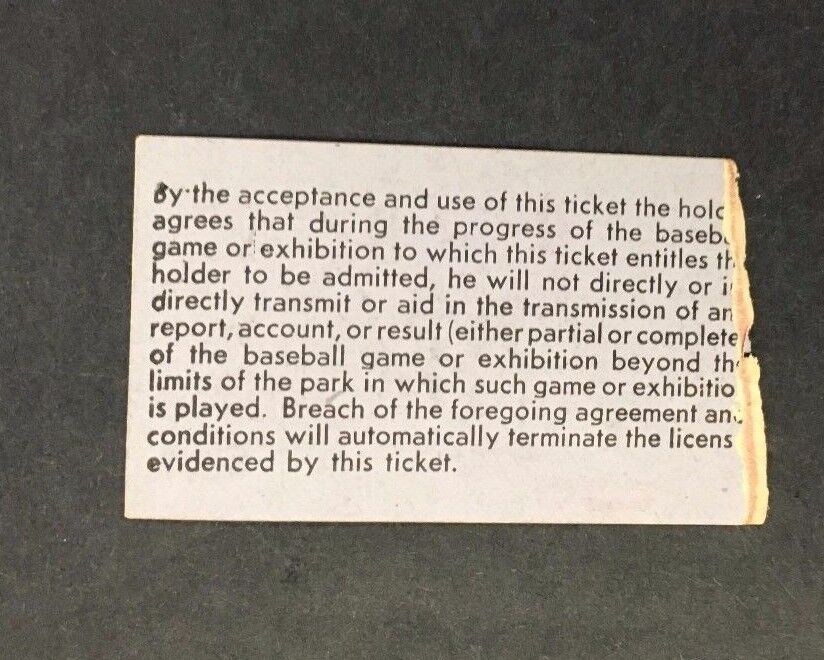 By the acceptance and use of this ticket the hold
agrees that during the progress of the baseb
game or exhibition to which this ticket entitles th
holder to be admitted, he will not directly or i
directly transmit or aid in the transmission of an
report, account, or result (either partial or complete
of the baseball game or exhibition beyond th
limits of the park in which such game or exhibitio
is played. Breach of the foregoing agreement an
conditions will automatically terminate the licens
evidenced by this ticket.